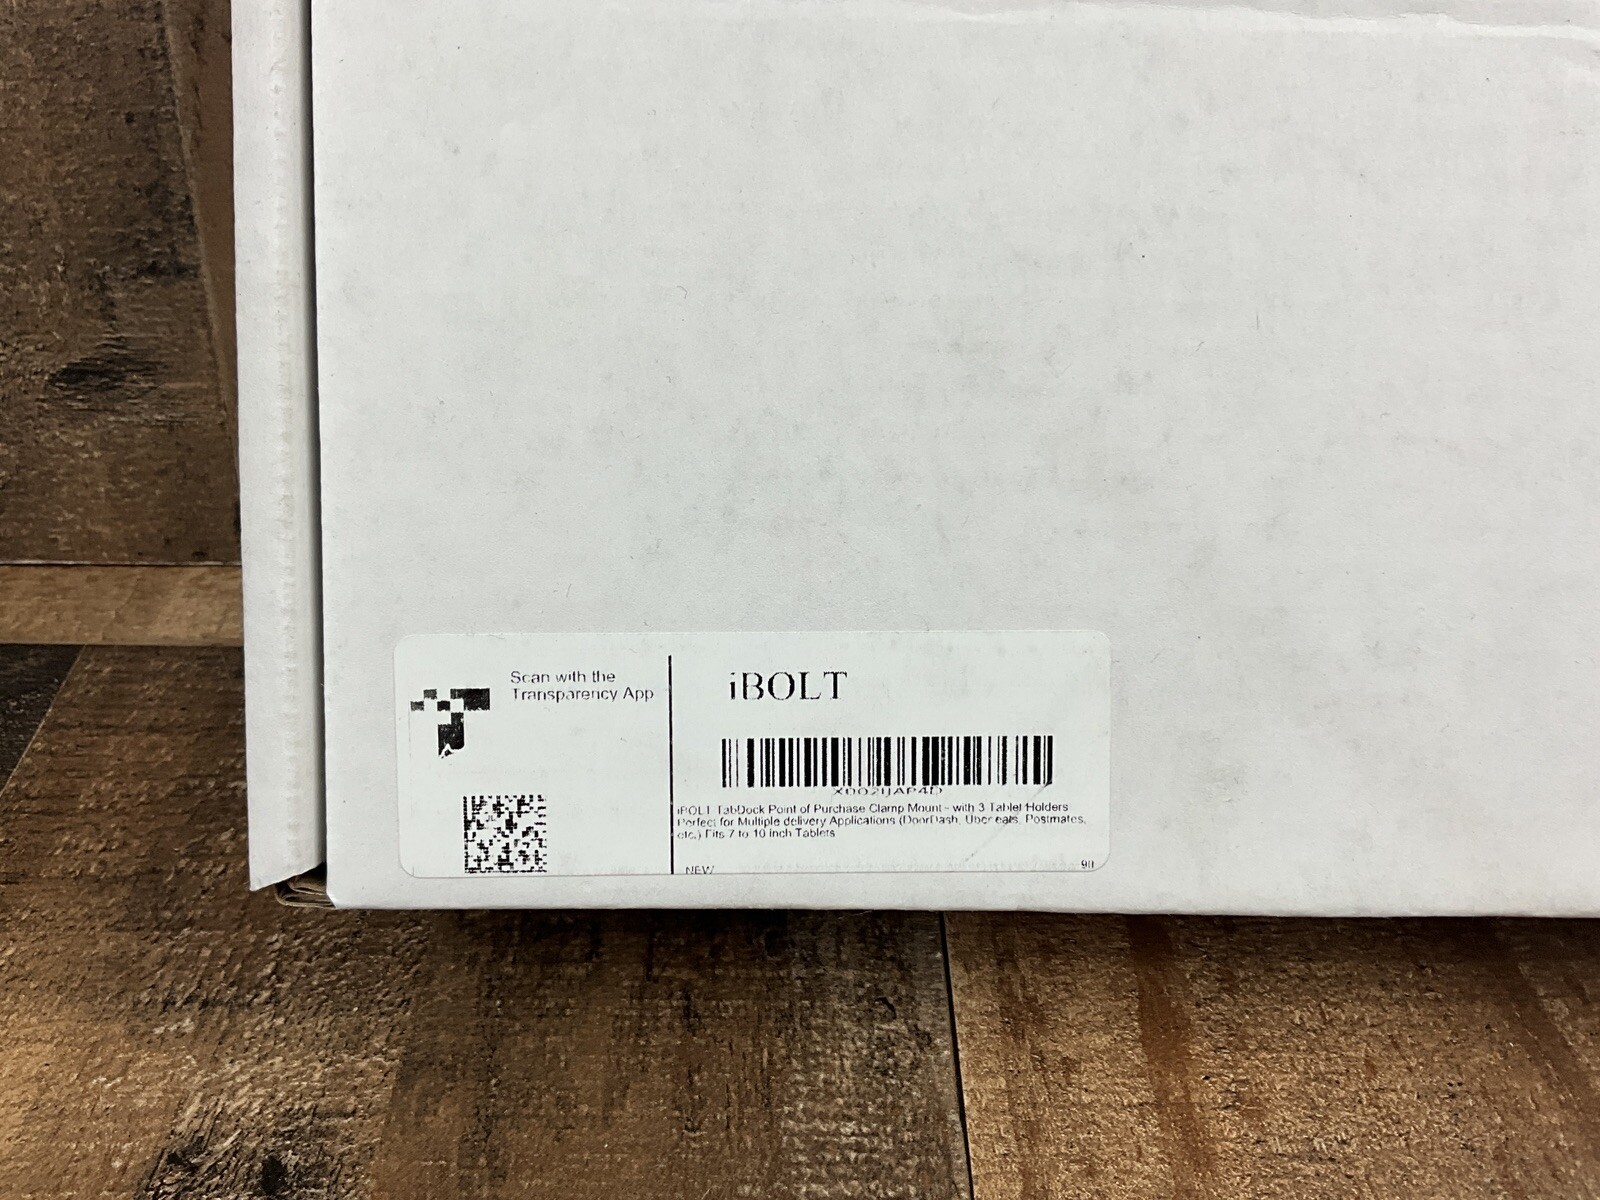 Scan with the
Transparency App
iBOLT
X002UAP4D
iBOLT TabDock Point of Purchase Clamp Mount - with 3 Tablet Holders
Perfect for Multiple delivery Applications (DoorDash, Uber eats, Postmates,
etc.) Fits 7 to 10 inch Tablets
NEW